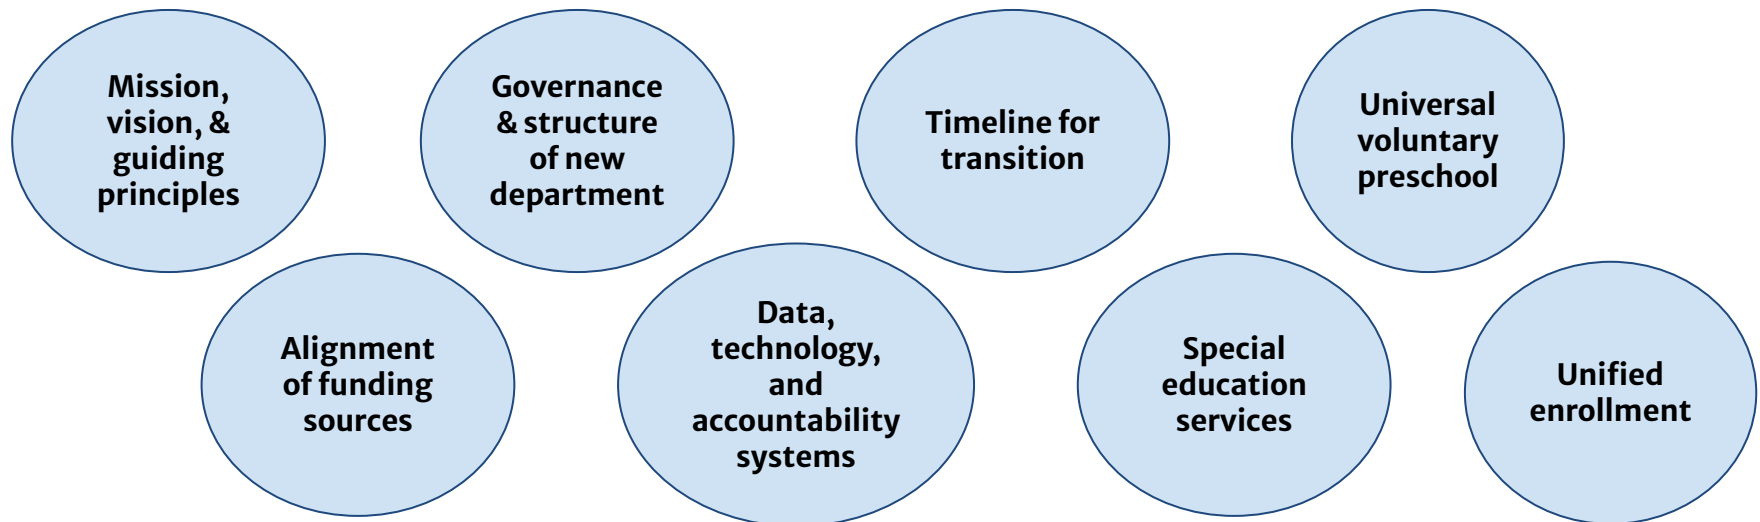 Mission,
vision, &
guiding
principles
Governance
& structure
of new
department
Timeline for
transition
Universal
voluntary
preschool
Alignment
of funding
sources
Data,
technology,
and
accountability
systems
Special
education
services
Unified
enrollment